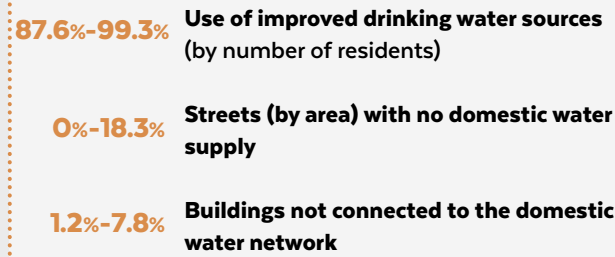 87.6%-99.3% Use of improved drinking water sources
(by number of residents)
0%-18.3% Streets (by area) with no domestic water
supply
1.2%-7.8% Buildings not connected to the domestic
water network